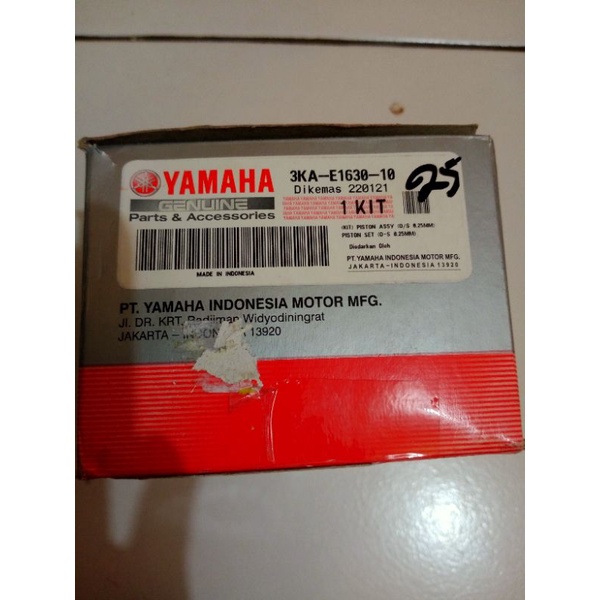 YAMAHA
GENUINE
Parts & Accessories
MADE IN INDONESIA
3KA-E1630-10
Dikemas 220121
1 KIT
25
(KIT) PISTON ASSY (O/S 0.25MM)
PISTON SET (O-S 0.25MM)
Diedarkan Oleh
PT. YAMAHA INDONESIA MOTOR MFG.
JAKARTA-INDONESIA 13920
PT. YAMAHA INDONESIA MOTOR MFG.
Jl. DR. KRT. Radjiman Widyodiningrat
JAKARTA - INDONESIA 13920